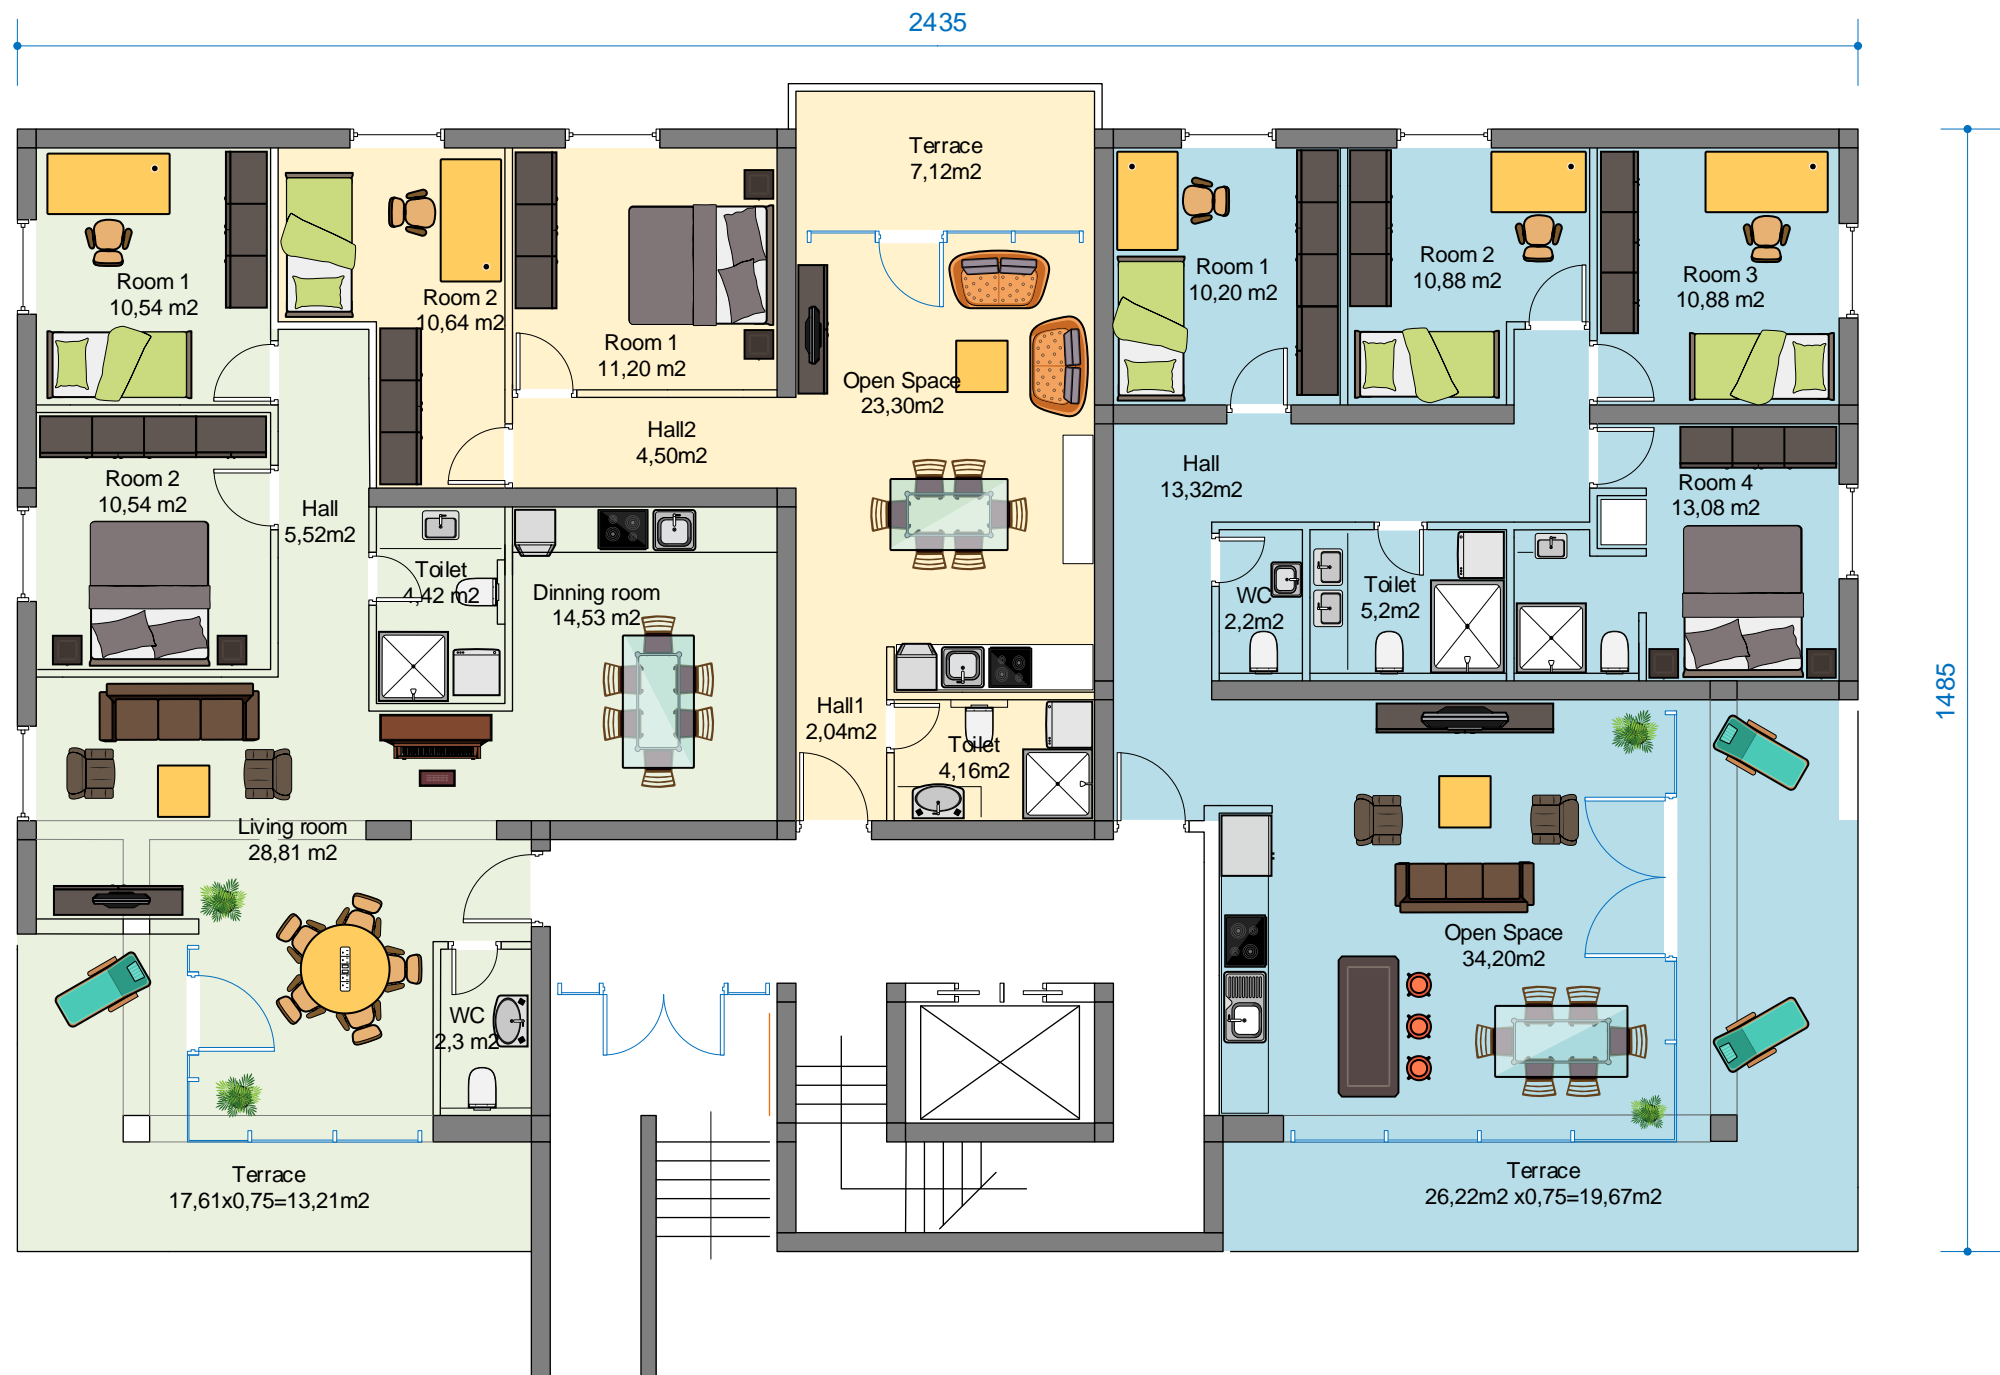 2435
Terrace
7,12m2
Room 1
10,54 m2
Room 2
10,64 m2
Room 1
11,20 m2
Open Space
23,30m2
Room 1
10,20 m2
Room 2
10,88 m2
Room 3
10,88 m2
Hall2
4,50m2
Hall
13,32m2
Room 4
13,08 m2
Room 2
10,54 m2
Hall
5,52m2
Toilet
4,42 m2
Dinning room
14,53 m2
WC
2,2m2
Toilet
5,2m2
1485
Hall1
2,04m2
Toilet
4,16m2
Living room
28,81 m2
Open Space
34,20m2
WC
2,3 m2
Terrace
17,61x0,75=13,21m2
Terrace
26,22m2 x0,75=19,67m2